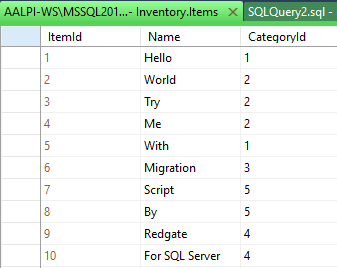 AALPI-WS\MSSQL201...- Inventory.Items × SQLQuery2.sql -
ItemId Name CategoryId
1 Hello 1
2 World 2
3 Try 2
4 Me 2
5 With 1
6 Migration 3
7 Script 5
8 By 5
9 Redgate 4
10 For SQL Server 4